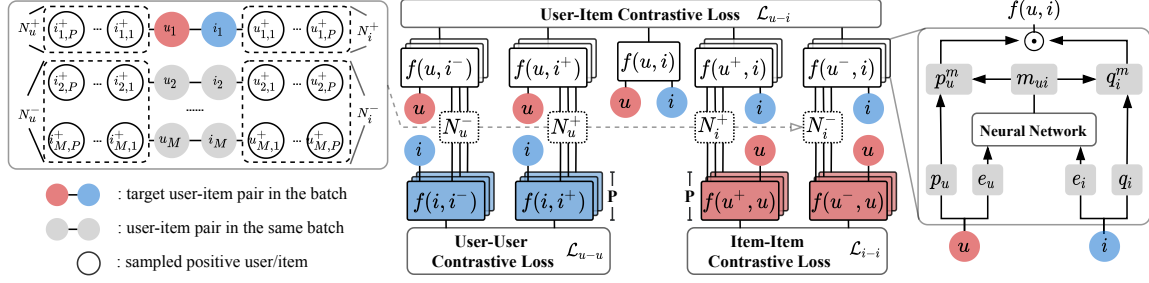 N_u^+ i_{1,P}^+ ... i_{1,1}^+ u_1 i_1 u_{1,1}^+ ... u_{1,P}^+ N_i^+
i_{2,P}^+ ... i_{2,1}^+ u_2 i_2 u_{2,1}^+ ... u_{2,P}^+
N_u^- ...... N_i^-
i_{M,P}^+ ... i_{M,1}^+ u_M i_M u_{M,1}^+ ... u_{M,P}^+
: target user-item pair in the batch
: user-item pair in the same batch
: sampled positive user/item
User-Item Contrastive Loss L_{u-i}
f(u, i^-) f(u, i^+) f(u, i) f(u^+, i) f(u^-, i)
u u u i i i
N_u^- N_u^+ N_i^+ N_i^-
i i u u
f(i, i^-) f(i, i^+) P P f(u^+, u) f(u^-, u)
User-User
Contrastive Loss L_{u-u}
Item-Item
Contrastive Loss L_{i-i}
f(u, i)
p_u^m m_{ui} q_i^m
Neural Network
p_u e_u e_i q_i
u i